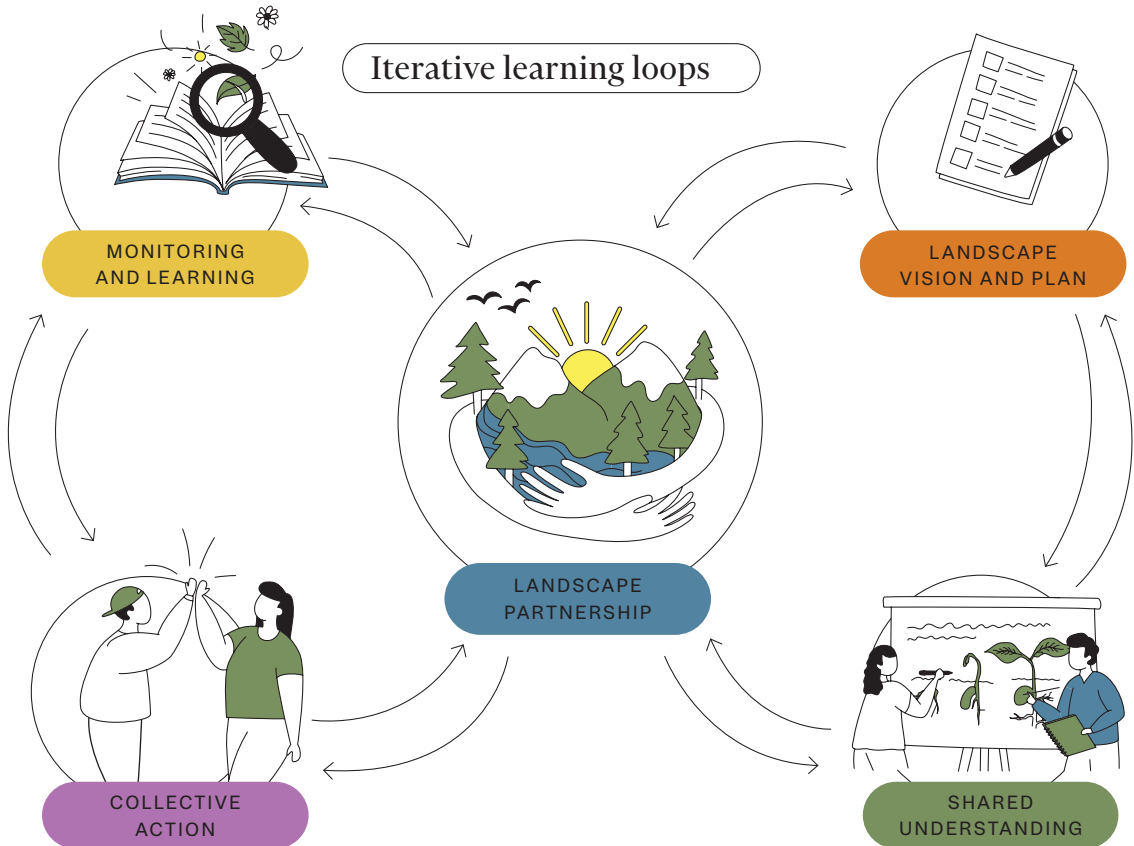 Iterative learning loops
MONITORING
AND LEARNING
LANDSCAPE
VISION AND PLAN
LANDSCAPE
PARTNERSHIP
COLLECTIVE
ACTION
SHARED
UNDERSTANDING